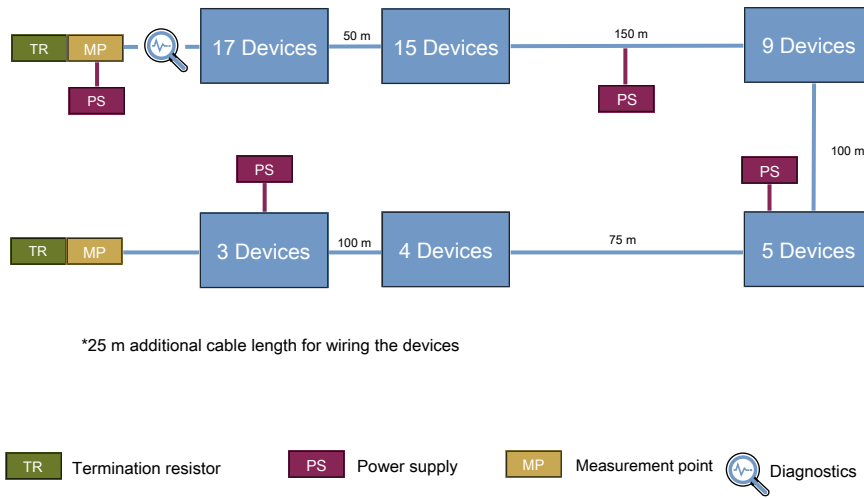 TR MP 17 Devices 50 m 15 Devices 150 m 9 Devices
PS PS
100 m
PS PS
TR MP 3 Devices 100 m 4 Devices 75 m 5 Devices
*25 m additional cable length for wiring the devices
TR Termination resistor PS Power supply MP Measurement point Diagnostics